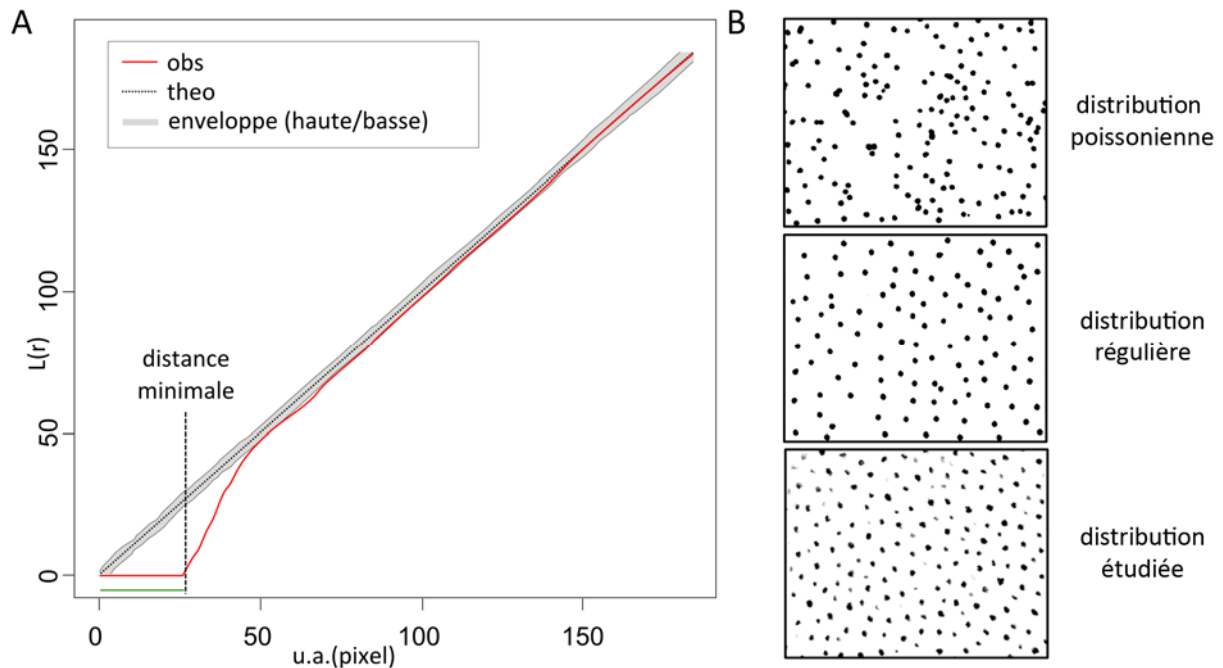 A
obs
theo
enveloppe (haute/basse)
L(r)
150
100
50
0
distance
minimale
0
50
100
150
u.a.(pixel)
B
distribution
poissonienne
distribution
régulière
distribution
étudiée